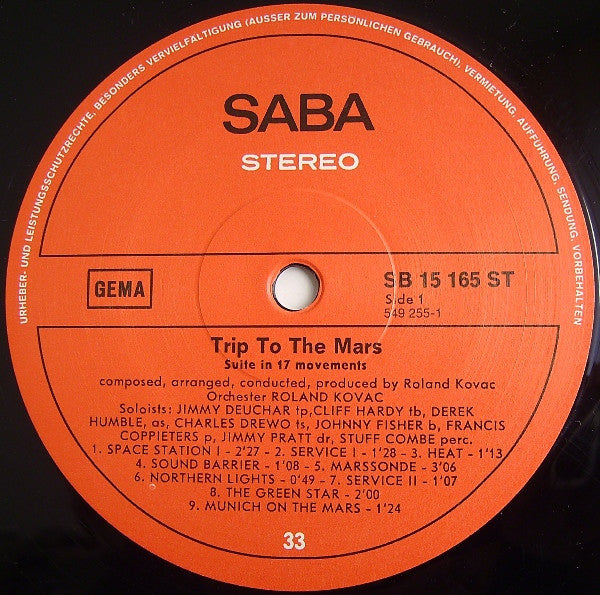 URHEBER- UND LEISTUNGSSCHUTZRECHTE, BESONDERS VERVIELFÄLTIGUNG (AUSSER ZUM PERSÖNLICHEN GEBRAUCH), VERMIETUNG, AUFFÜHRUNG, SENDUNG, VORBEHALTEN
SABA
STEREO
GEMA
SB 15 165 ST
Side 1
549 255-1
Trip To The Mars
Suite in 17 movements
composed, arranged, conducted, produced by Roland Kovac
Orchester ROLAND KOVAC
Soloists: JIMMY DEUCHAR tp,CLIFF HARDY tb, DEREK
HUMBLE, as, CHARLES DREWO ts, JOHNNY FISHER b, FRANCIS
COPPIETERS p, JIMMY PRATT dr, STUFF COMBE perc.
1. SPACE STATION I - 2'27 - 2. SERVICE I - 1'28 - 3. HEAT - 1'13
4. SOUND BARRIER - 1'08 - 5. MARSSONDE - 3'06
6. NORTHERN LIGHTS - 0'49 - 7. SERVICE II - 1'07
8. THE GREEN STAR - 2'00
9. MUNICH ON THE MARS - 1'24
33